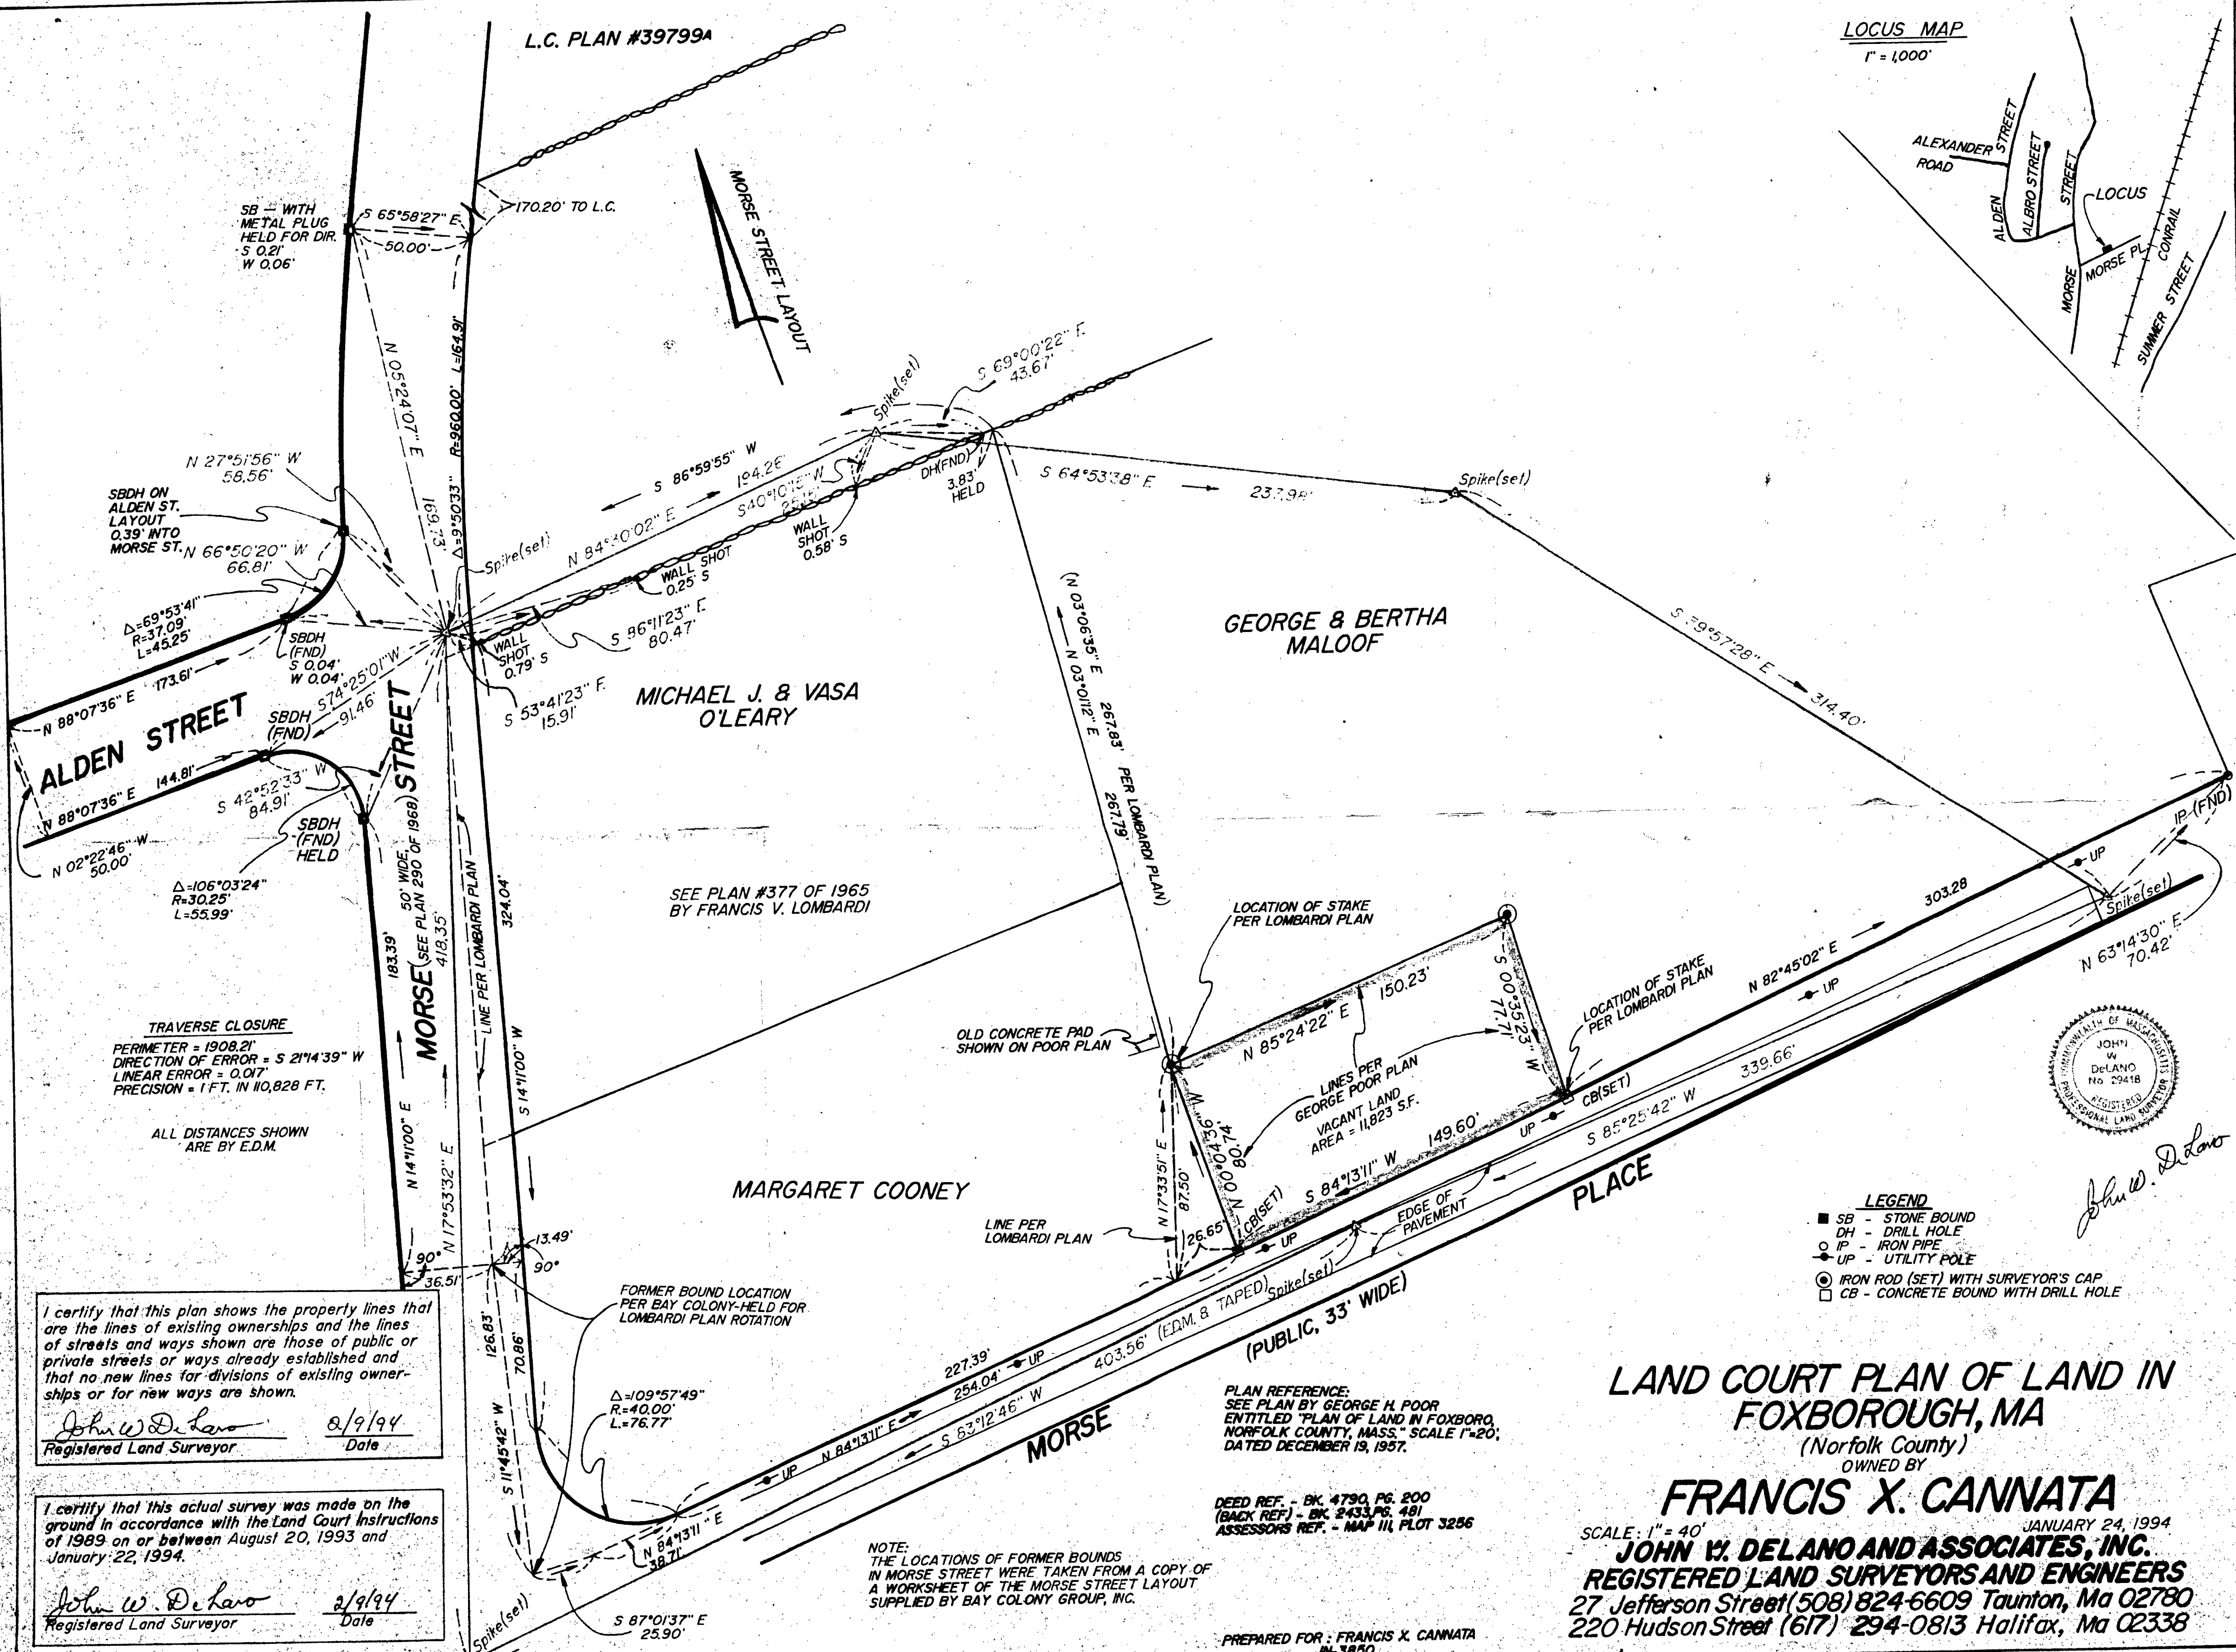 L.C. PLAN #39799A
LOCUS MAP
1" = 1,000'
ALEXANDER
ROAD
ALDEN
STREET
ALBRO STREET
STREET
MORSE
LOCUS
MORSE PL.
CONRAIL
SUMMER STREET
MORSE STREET LAYOUT
SB - WITH
METAL PLUG
HELD FOR DIR.
S 0.21'
W 0.06'
S 65°58'27" E
50.00'
170.20' TO L.C.
N 05°24'07" E
169.73'
Δ=9°50'33" R=960.00' L=164.91'
N 27°51'56" W
58.56'
SBDH ON
ALDEN ST.
LAYOUT
0.39' INTO
MORSE ST.
N 66°50'20" W
66.81'
Δ=69°53'41"
R=37.09'
L=45.25'
SBDH
(FND)
S 0.04'
W 0.04'
N 88°07'36" E 173.61'
ALDEN STREET
S74°25'01"W
91.46'
SBDH
(FND)
N 88°07'36" E 144.81'
S 42°52'33" W
84.91'
SBDH
(FND)
HELD
N 02°22'46" W
50.00'
Δ=106°03'24"
R=30.25'
L=55.99'
Spike(set)
S 86°59'55" W
194.26'
N 84°30'02" E
S40°10'15"W
Spike(set)
S 69°00'22" E
43.67'
DH(FND)
3.83'
HELD
WALL
SHOT
0.58' S
WALL SHOT
0.25' S
S 86°11'23" E
80.47'
WALL
SHOT
0.79' S
S 53°41'23" E
15.91'
S 64°53'38" E
237.98'
Spike(set)
S 39°57'28" E
314.40'
MICHAEL J. & VASA
O'LEARY
GEORGE & BERTHA
MALOOF
(N 03°06'35" E 267.83' PER LOMBARDI PLAN)
N 03°01'12" E 267.79'
SEE PLAN #377 OF 1965
BY FRANCIS V. LOMBARDI
MORSE STREET
50' WIDE
(SEE PLAN 290 OF 1968)
418.35'
N 17°53'32" E
LINE PER LOMBARDI PLAN
324.04'
S 14°11'00" W
183.39'
N 14°11'00" E
TRAVERSE CLOSURE
PERIMETER = 1908.21'
DIRECTION OF ERROR = S 21°14'39" W
LINEAR ERROR = 0.017'
PRECISION = 1 FT. IN 110,828 FT.
ALL DISTANCES SHOWN
ARE BY E.D.M.
MARGARET COONEY
LOCATION OF STAKE
PER LOMBARDI PLAN
OLD CONCRETE PAD
SHOWN ON POOR PLAN
N 85°24'22" E
150.23'
S 00°35'23" W
77.71'
LINES PER
GEORGE POOR PLAN
VACANT LAND
AREA = 11,823 S.F.
N 00°04'36" W
80.74'
S 84°13'11" W
149.60'
LOCATION OF STAKE
PER LOMBARDI PLAN
N 82°45'02" E
303.28
UP
UP
IP (FND)
Spike(set)
N 63°14'30" E
70.42'
CB(SET)
UP
S 85°25'42" W
339.66'
N 17°33'51" E
87.50'
LINE PER
LOMBARDI PLAN
26.65'
CB(SET)
UP
EDGE OF
PAVEMENT
Spike(set)
MORSE PLACE
(PUBLIC, 33' WIDE)
90°
36.51'
13.49'
90°
FORMER BOUND LOCATION
PER BAY COLONY-HELD FOR
LOMBARDI PLAN ROTATION
126.83'
70.86'
S 11°45'42" W
Δ=109°57'49"
R=40.00'
L=76.77'
227.39'
254.04'
UP
UP
N 84°13'11" E
403.56' (E.D.M. & TAPED)
S 83°12'46" W
N 84°13'11" E
38.71'
S 87°01'37" E
25.90'
Spike(set)
I certify that this plan shows the property lines that
are the lines of existing ownerships and the lines
of streets and ways shown are those of public or
private streets or ways already established and
that no new lines for divisions of existing owner-
ships or for new ways are shown.
John W. DeLano 2/9/94
Registered Land Surveyor Date
I certify that this actual survey was made on the
ground in accordance with the Land Court Instructions
of 1989 on or between August 20, 1993 and
January 22, 1994.
John W. DeLano 2/9/94
Registered Land Surveyor Date
NOTE:
THE LOCATIONS OF FORMER BOUNDS
IN MORSE STREET WERE TAKEN FROM A COPY OF
A WORKSHEET OF THE MORSE STREET LAYOUT
SUPPLIED BY BAY COLONY GROUP, INC.
PLAN REFERENCE:
SEE PLAN BY GEORGE H. POOR
ENTITLED "PLAN OF LAND IN FOXBORO,
NORFOLK COUNTY, MASS." SCALE 1"=20',
DATED DECEMBER 19, 1957.
DEED REF. - BK. 4790, PG. 200
(BACK REF) - BK. 2433, PG. 481
ASSESSORS REF. - MAP 111, PLOT 3256
PREPARED FOR : FRANCIS X. CANNATA
IN-3850
COMMONWEALTH OF MASSACHUSETTS
JOHN
W
DeLANO
No. 29418
REGISTERED
PROFESSIONAL LAND SURVEYOR
John W. DeLano
LEGEND
SB - STONE BOUND
DH - DRILL HOLE
IP - IRON PIPE
UP - UTILITY POLE
IRON ROD (SET) WITH SURVEYOR'S CAP
CB - CONCRETE BOUND WITH DRILL HOLE
LAND COURT PLAN OF LAND IN
FOXBOROUGH, MA
(Norfolk County)
OWNED BY
FRANCIS X. CANNATA
SCALE: 1" = 40' JANUARY 24, 1994
JOHN W. DELANO AND ASSOCIATES, INC.
REGISTERED LAND SURVEYORS AND ENGINEERS
27 Jefferson Street (508) 824-6609 Taunton, Ma 02780
220 Hudson Street (617) 294-0813 Halifax, Ma 02338